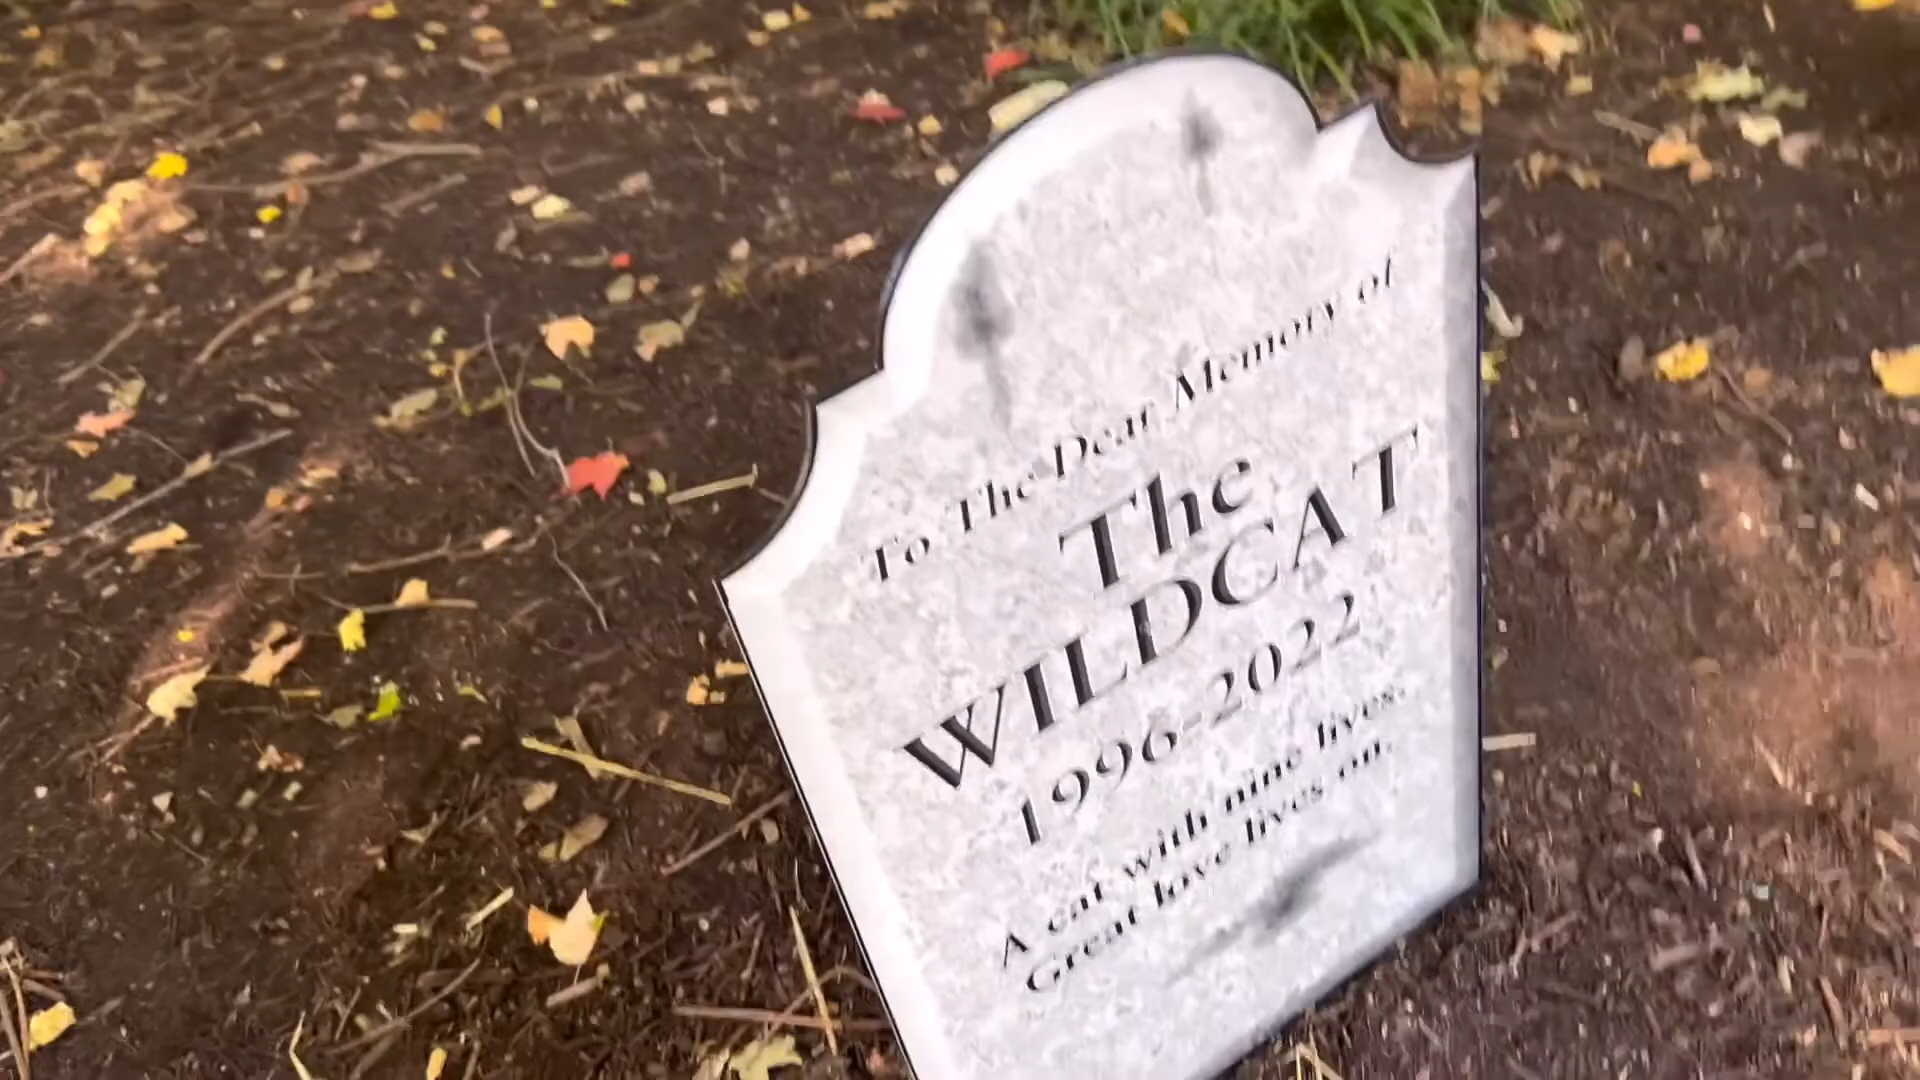 To The Dear Memory of
The
WILDCAT
1996-2022
A cat with nine lives.
Great love lives on.